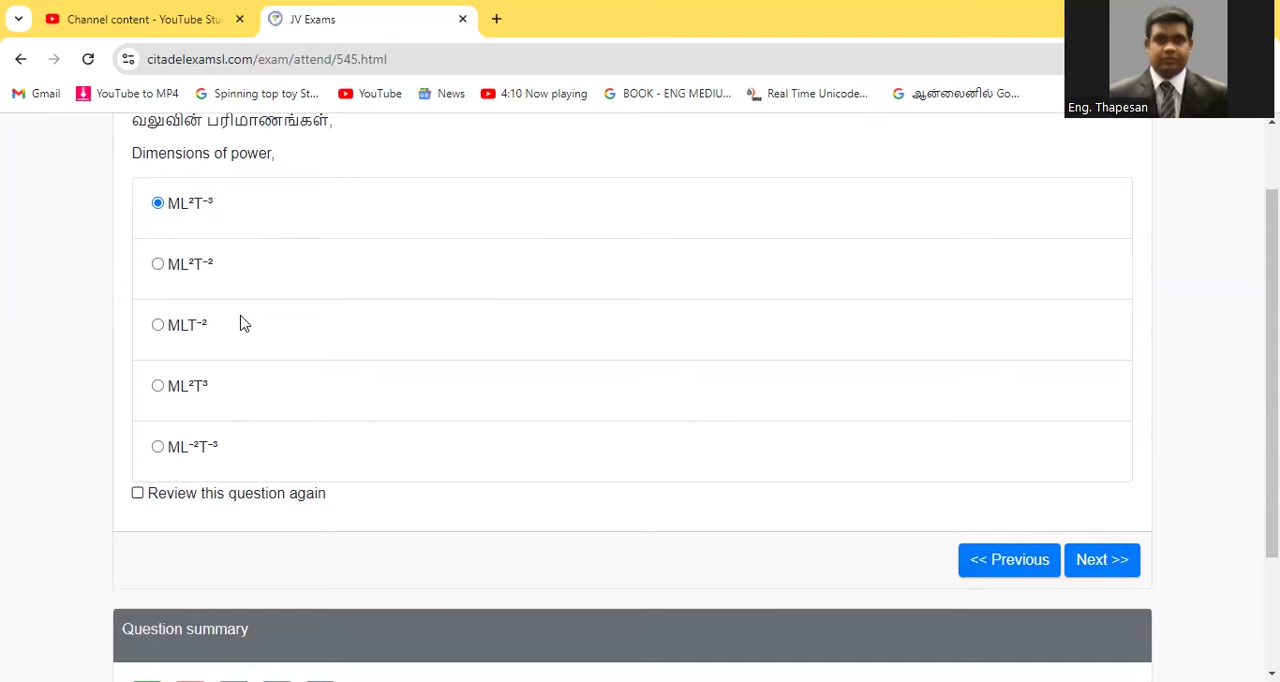 Channel content - YouTube Stu
JV Exams
citadelexamsl.com/exam/attend/545.html
Gmail
YouTube to MP4
Spinning top toy St...
YouTube
News
4:10 Now playing
BOOK - ENG MEDIU...
Real Time Unicode...
ஆன்லைனில் Go...
Eng. Thapesan
வலுவின் பரிமாணங்கள்,
Dimensions of power,
ML²T⁻³
ML²T⁻²
MLT⁻²
ML²T³
ML⁻²T⁻³
Review this question again
<< Previous
Next >>
Question summary